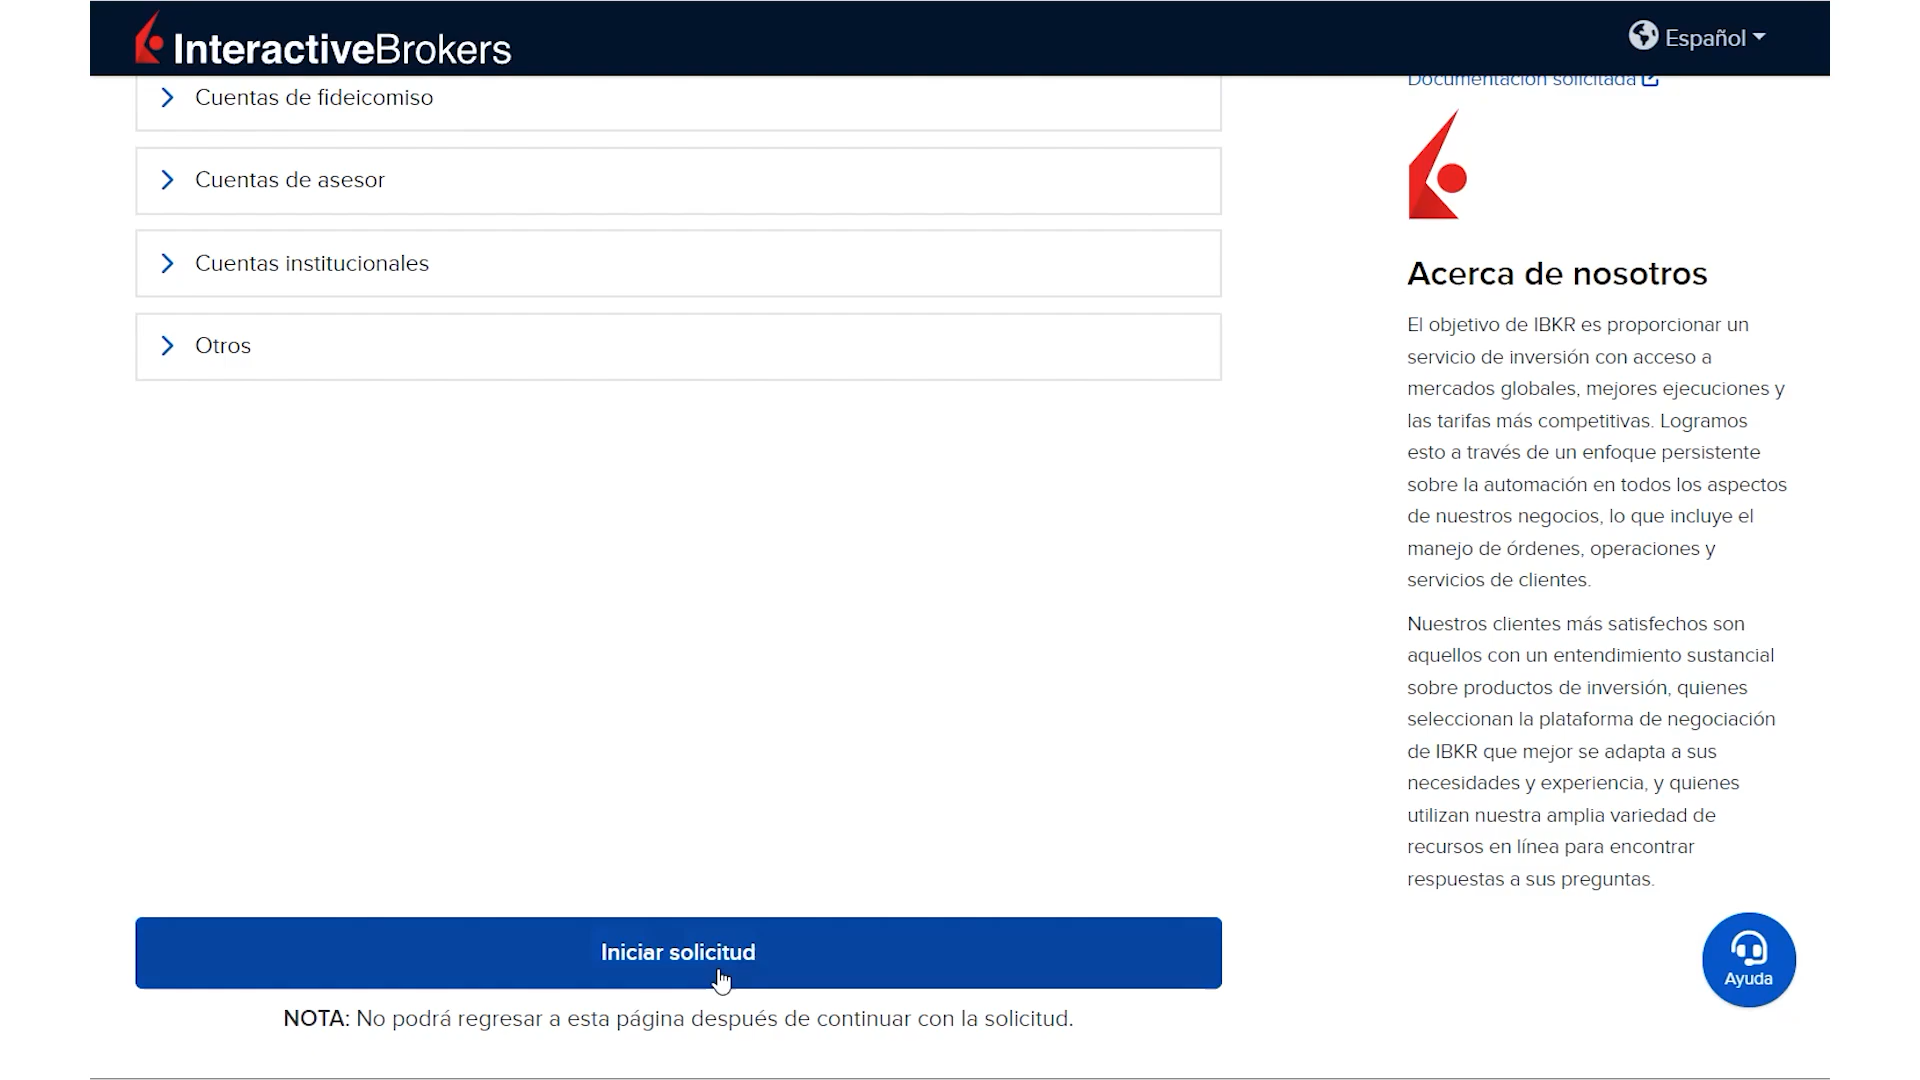 InteractiveBrokers
Español
Documentación solicitada
Cuentas de fideicomiso
Cuentas de asesor
Cuentas institucionales
Otros
Acerca de nosotros
El objetivo de IBKR es proporcionar un
servicio de inversión con acceso a
mercados globales, mejores ejecuciones y
las tarifas más competitivas. Logramos
esto a través de un enfoque persistente
sobre la automación en todos los aspectos
de nuestros negocios, lo que incluye el
manejo de órdenes, operaciones y
servicios de clientes.
Nuestros clientes más satisfechos son
aquellos con un entendimiento sustancial
sobre productos de inversión, quienes
seleccionan la plataforma de negociación
de IBKR que mejor se adapta a sus
necesidades y experiencia, y quienes
utilizan nuestra amplia variedad de
recursos en línea para encontrar
respuestas a sus preguntas.
Iniciar solicitud
Ayuda
NOTA: No podrá regresar a esta página después de continuar con la solicitud.